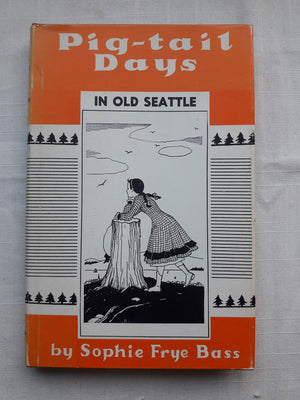 Pig-tail
Days
IN OLD SEATTLE
by Sophie Frye Bass